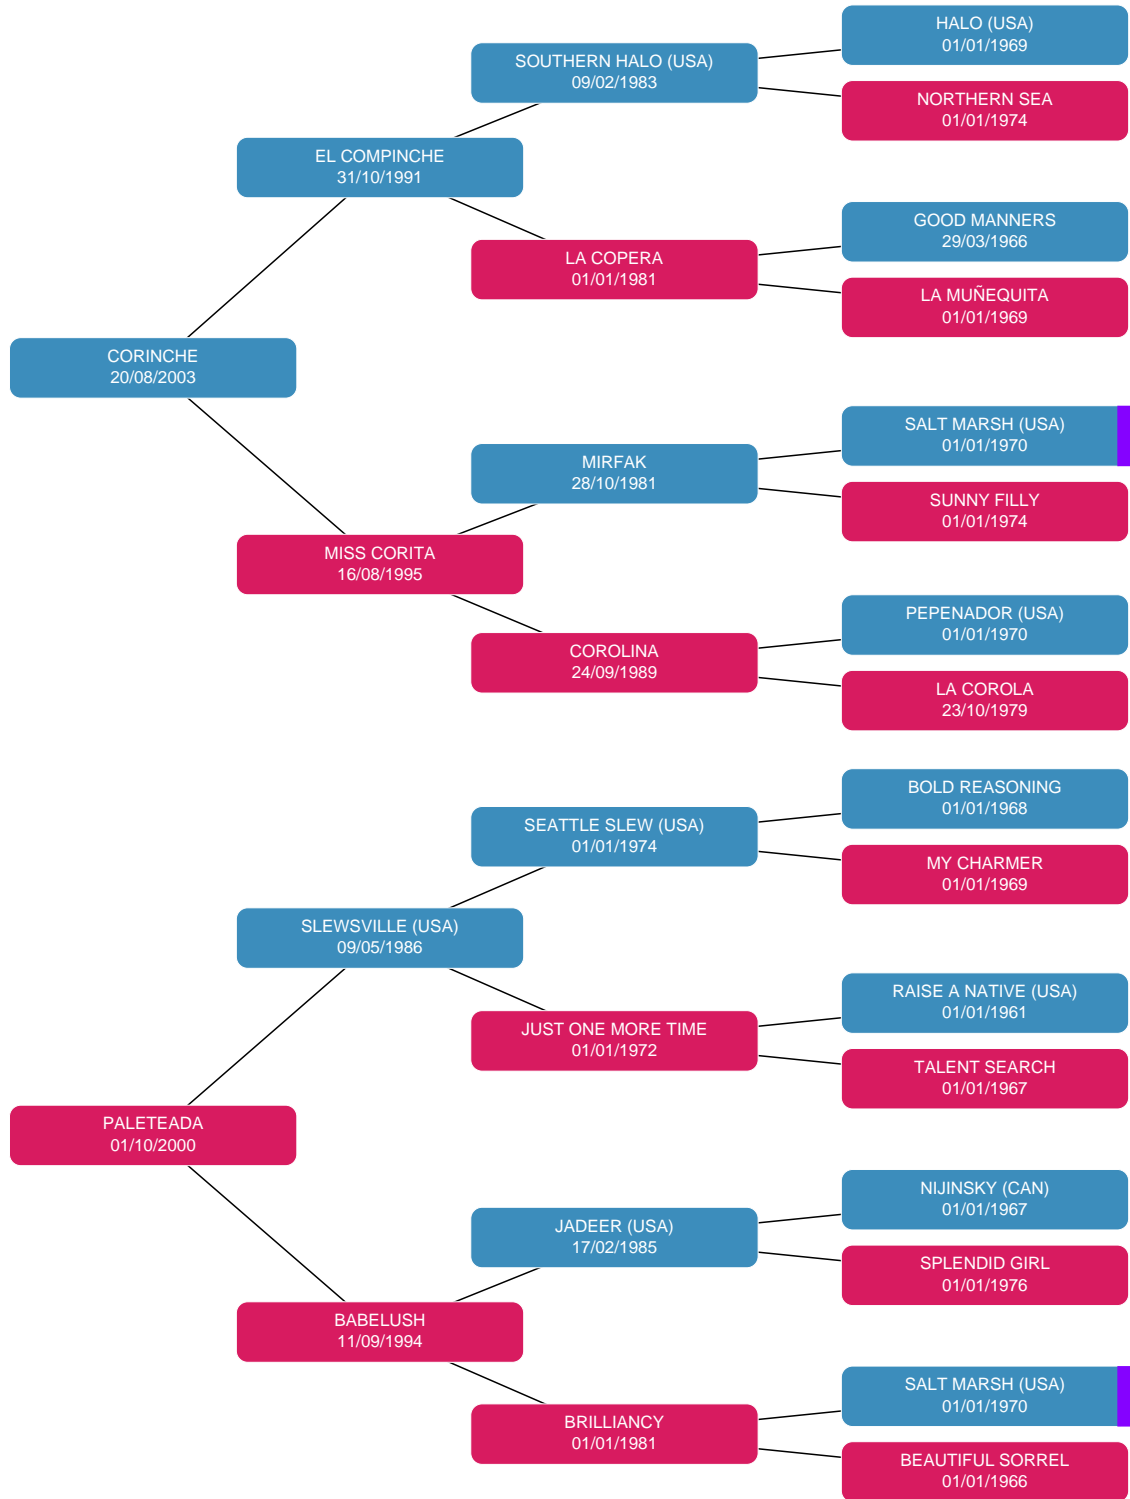 HALO (USA)
01/01/1969
SOUTHERN HALO (USA)
09/02/1983
NORTHERN SEA
01/01/1974
EL COMPINCHE
31/10/1991
GOOD MANNERS
29/03/1966
LA COPERA
01/01/1981
LA MUÑEQUITA
01/01/1969
CORINCHE
20/08/2003
SALT MARSH (USA)
01/01/1970
MIRFAK
28/10/1981
SUNNY FILLY
01/01/1974
MISS CORITA
16/08/1995
PEPENADOR (USA)
01/01/1970
COROLINA
24/09/1989
LA COROLA
23/10/1979
BOLD REASONING
01/01/1968
SEATTLE SLEW (USA)
01/01/1974
MY CHARMER
01/01/1969
SLEWSVILLE (USA)
09/05/1986
RAISE A NATIVE (USA)
01/01/1961
JUST ONE MORE TIME
01/01/1972
TALENT SEARCH
01/01/1967
PALETEADA
01/10/2000
NIJINSKY (CAN)
01/01/1967
JADEER (USA)
17/02/1985
SPLENDID GIRL
01/01/1976
BABELUSH
11/09/1994
SALT MARSH (USA)
01/01/1970
BRILLIANCY
01/01/1981
BEAUTIFUL SORREL
01/01/1966